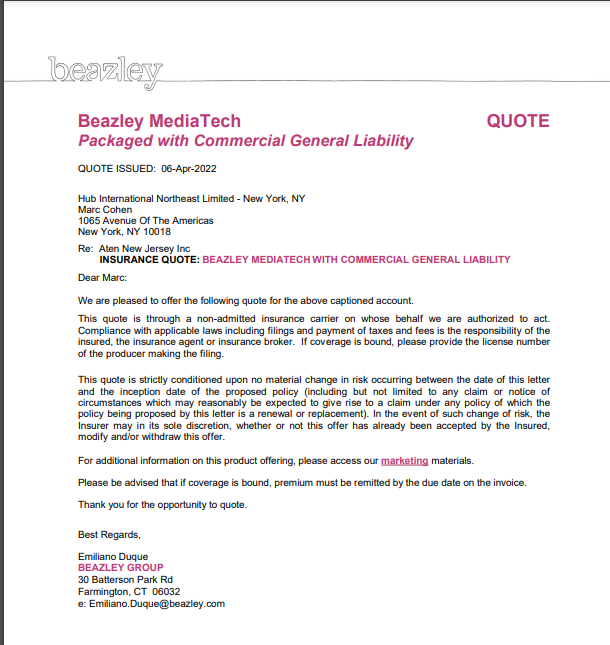 beazley
Beazley MediaTech QUOTE
Packaged with Commercial General Liability
QUOTE ISSUED: 06-Apr-2022
Hub International Northeast Limited - New York, NY
Marc Cohen
1065 Avenue Of The Americas
New York, NY 10018
Re: Aten New Jersey Inc
INSURANCE QUOTE: BEAZLEY MEDIATECH WITH COMMERCIAL GENERAL LIABILITY
Dear Marc:
We are pleased to offer the following quote for the above captioned account.
This quote is through a non-admitted insurance carrier on whose behalf we are authorized to act.
Compliance with applicable laws including filings and payment of taxes and fees is the responsibility of the
insured, the insurance agent or insurance broker. If coverage is bound, please provide the license number
of the producer making the filing.
This quote is strictly conditioned upon no material change in risk occurring between the date of this letter
and the inception date of the proposed policy (including but not limited to any claim or notice of
circumstances which may reasonably be expected to give rise to a claim under any policy of which the
policy being proposed by this letter is a renewal or replacement). In the event of such change of risk, the
Insurer may in its sole discretion, whether or not this offer has already been accepted by the Insured,
modify and/or withdraw this offer.
For additional information on this product offering, please access our marketing materials.
Please be advised that if coverage is bound, premium must be remitted by the due date on the invoice.
Thank you for the opportunity to quote.
Best Regards,
Emiliano Duque
BEAZLEY GROUP
30 Batterson Park Rd
Farmington, CT 06032
e: Emiliano.Duque@beazley.com